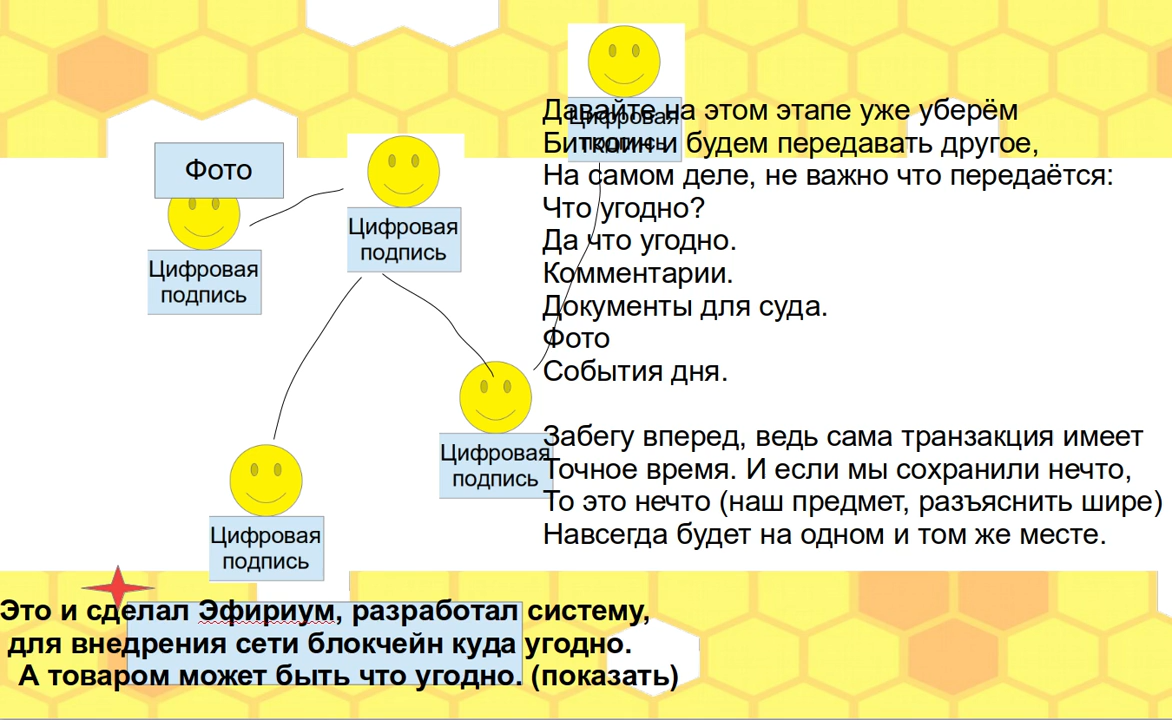 Цифровая
подпись
Давайте на этом этапе уже уберём
Биткоин и будем передавать другое,
На самом деле, не важно что передаётся:
Что угодно?
Да что угодно.
Комментарии.
Документы для суда.
Фото
События дня.
Фото
Цифровая
подпись
Цифровая
подпись
Цифровая
подпись
Цифровая
подпись
Забегу вперед, ведь сама транзакция имеет
Точное время. И если мы сохранили нечто,
То это нечто (наш предмет, разъяснить шире)
Навсегда будет на одном и том же месте.
Это и сделал Эфириум, разработал систему,
для внедрения сети блокчейн куда угодно.
А товаром может быть что угодно. (показать)